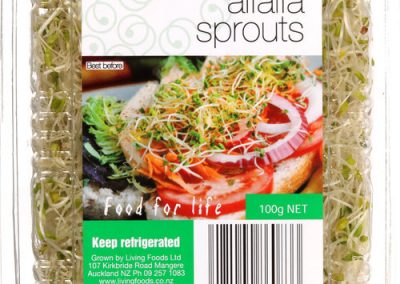 alfalfa
sprouts
Best before
Food for life
100g NET
Keep refrigerated
Grown by Living Foods Ltd
107 Kirkbride Road Mangere
Auckland NZ Ph 09 257 1083
www.livingfoods.co.nz